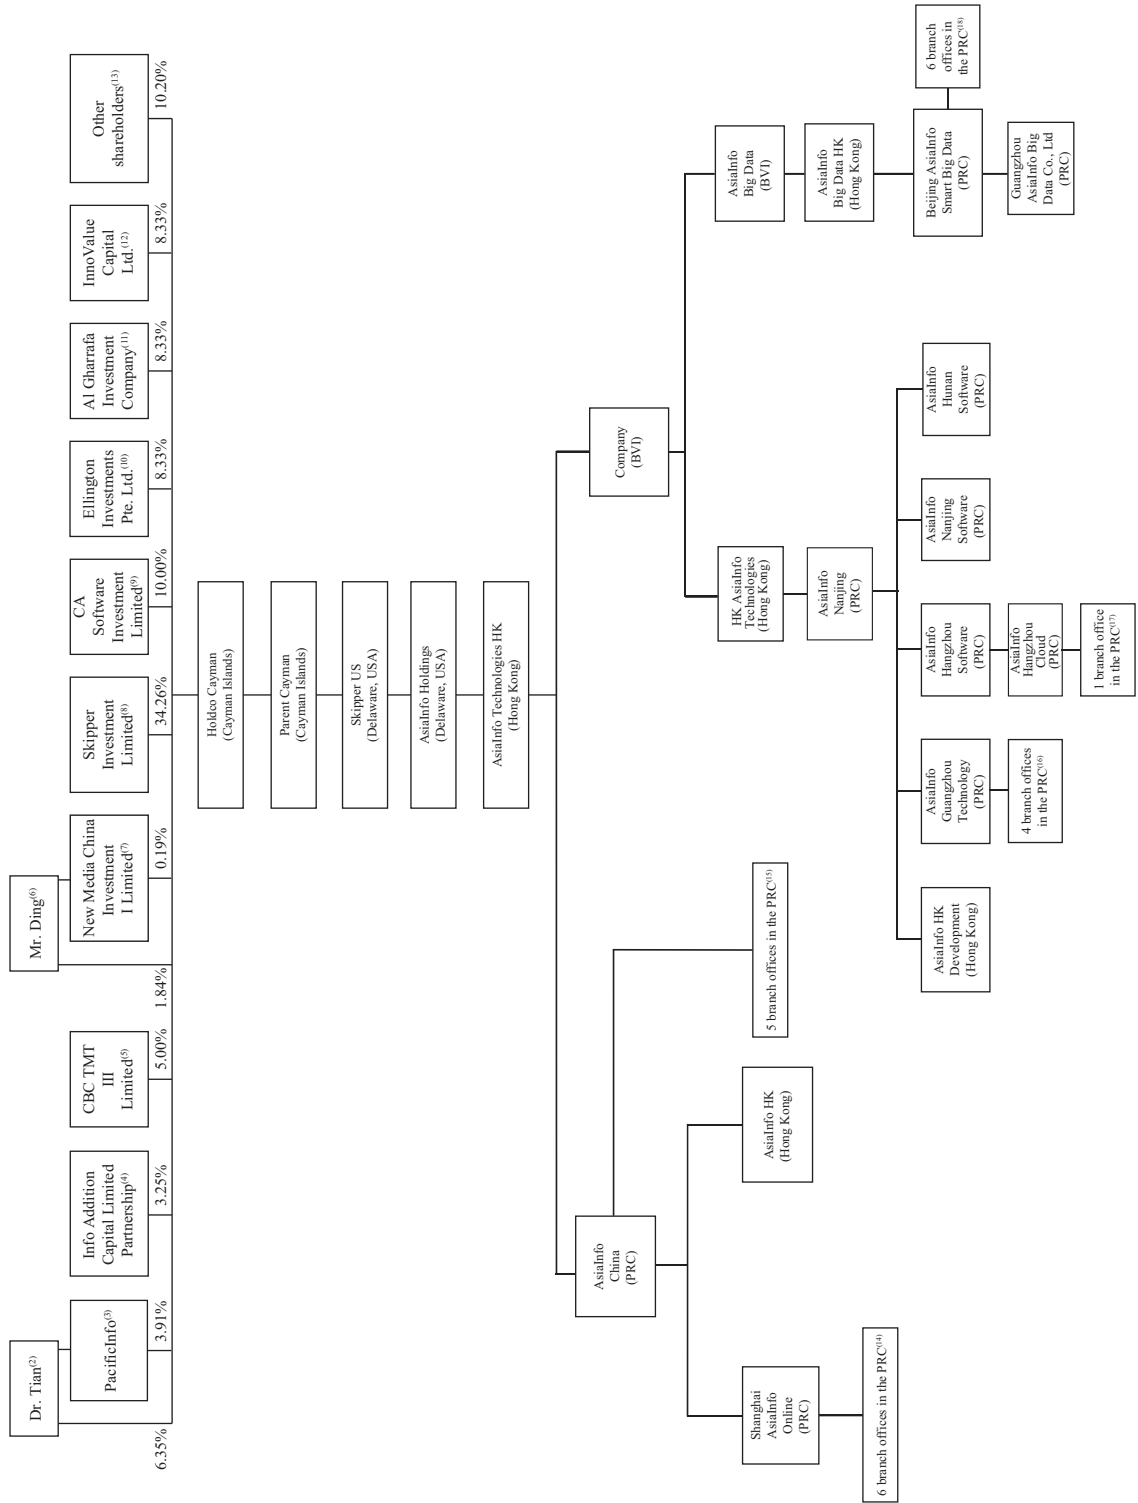 Dr. Tian(2)
Mr. Ding(6)
PacificInfo(3)
Info Addition
Capital Limited
Partnership(4)
CBC TMT
III
Limited(5)
New Media China
Investment
I Limited(7)
Skipper
Investment
Limited(8)
CA
Software
Investment
Limited(9)
Ellington
Investments
Pte. Ltd.(10)
Al Gharrafa
Investment
Company(11)
InnoValue
Capital
Ltd.(12)
Other
shareholders(13)
6.35%
3.91%
3.25%
5.00%
1.84%
0.19%
34.26%
10.00%
8.33%
8.33%
8.33%
10.20%
Holdco Cayman
(Cayman Islands)
Parent Cayman
(Cayman Islands)
Skipper US
(Delaware, USA)
AsiaInfo Holdings
(Delaware, USA)
AsiaInfo Technologies HK
(Hong Kong)
AsiaInfo
China
(PRC)
Company
(BVI)
Shanghai
AsiaInfo
Online
(PRC)
AsiaInfo HK
(Hong Kong)
5 branch offices in the PRC(15)
6 branch offices in the PRC(14)
HK AsiaInfo
Technologies
(Hong Kong)
AsiaInfo
Big Data
(BVI)
AsiaInfo
Nanjing
(PRC)
AsiaInfo
Big Data HK
(Hong Kong)
AsiaInfo HK
Development
(Hong Kong)
AsiaInfo
Guangzhou
Technology
(PRC)
AsiaInfo
Hangzhou
Software
(PRC)
AsiaInfo
Nanjing
Software
(PRC)
AsiaInfo
Hunan
Software
(PRC)
Beijing AsiaInfo
Smart Big Data
(PRC)
6 branch
offices in
the PRC(18)
4 branch offices
in the PRC(16)
AsiaInfo
Hangzhou
Cloud
(PRC)
Guangzhou
AsiaInfo Big
Data Co., Ltd
(PRC)
1 branch office
in the PRC(17)